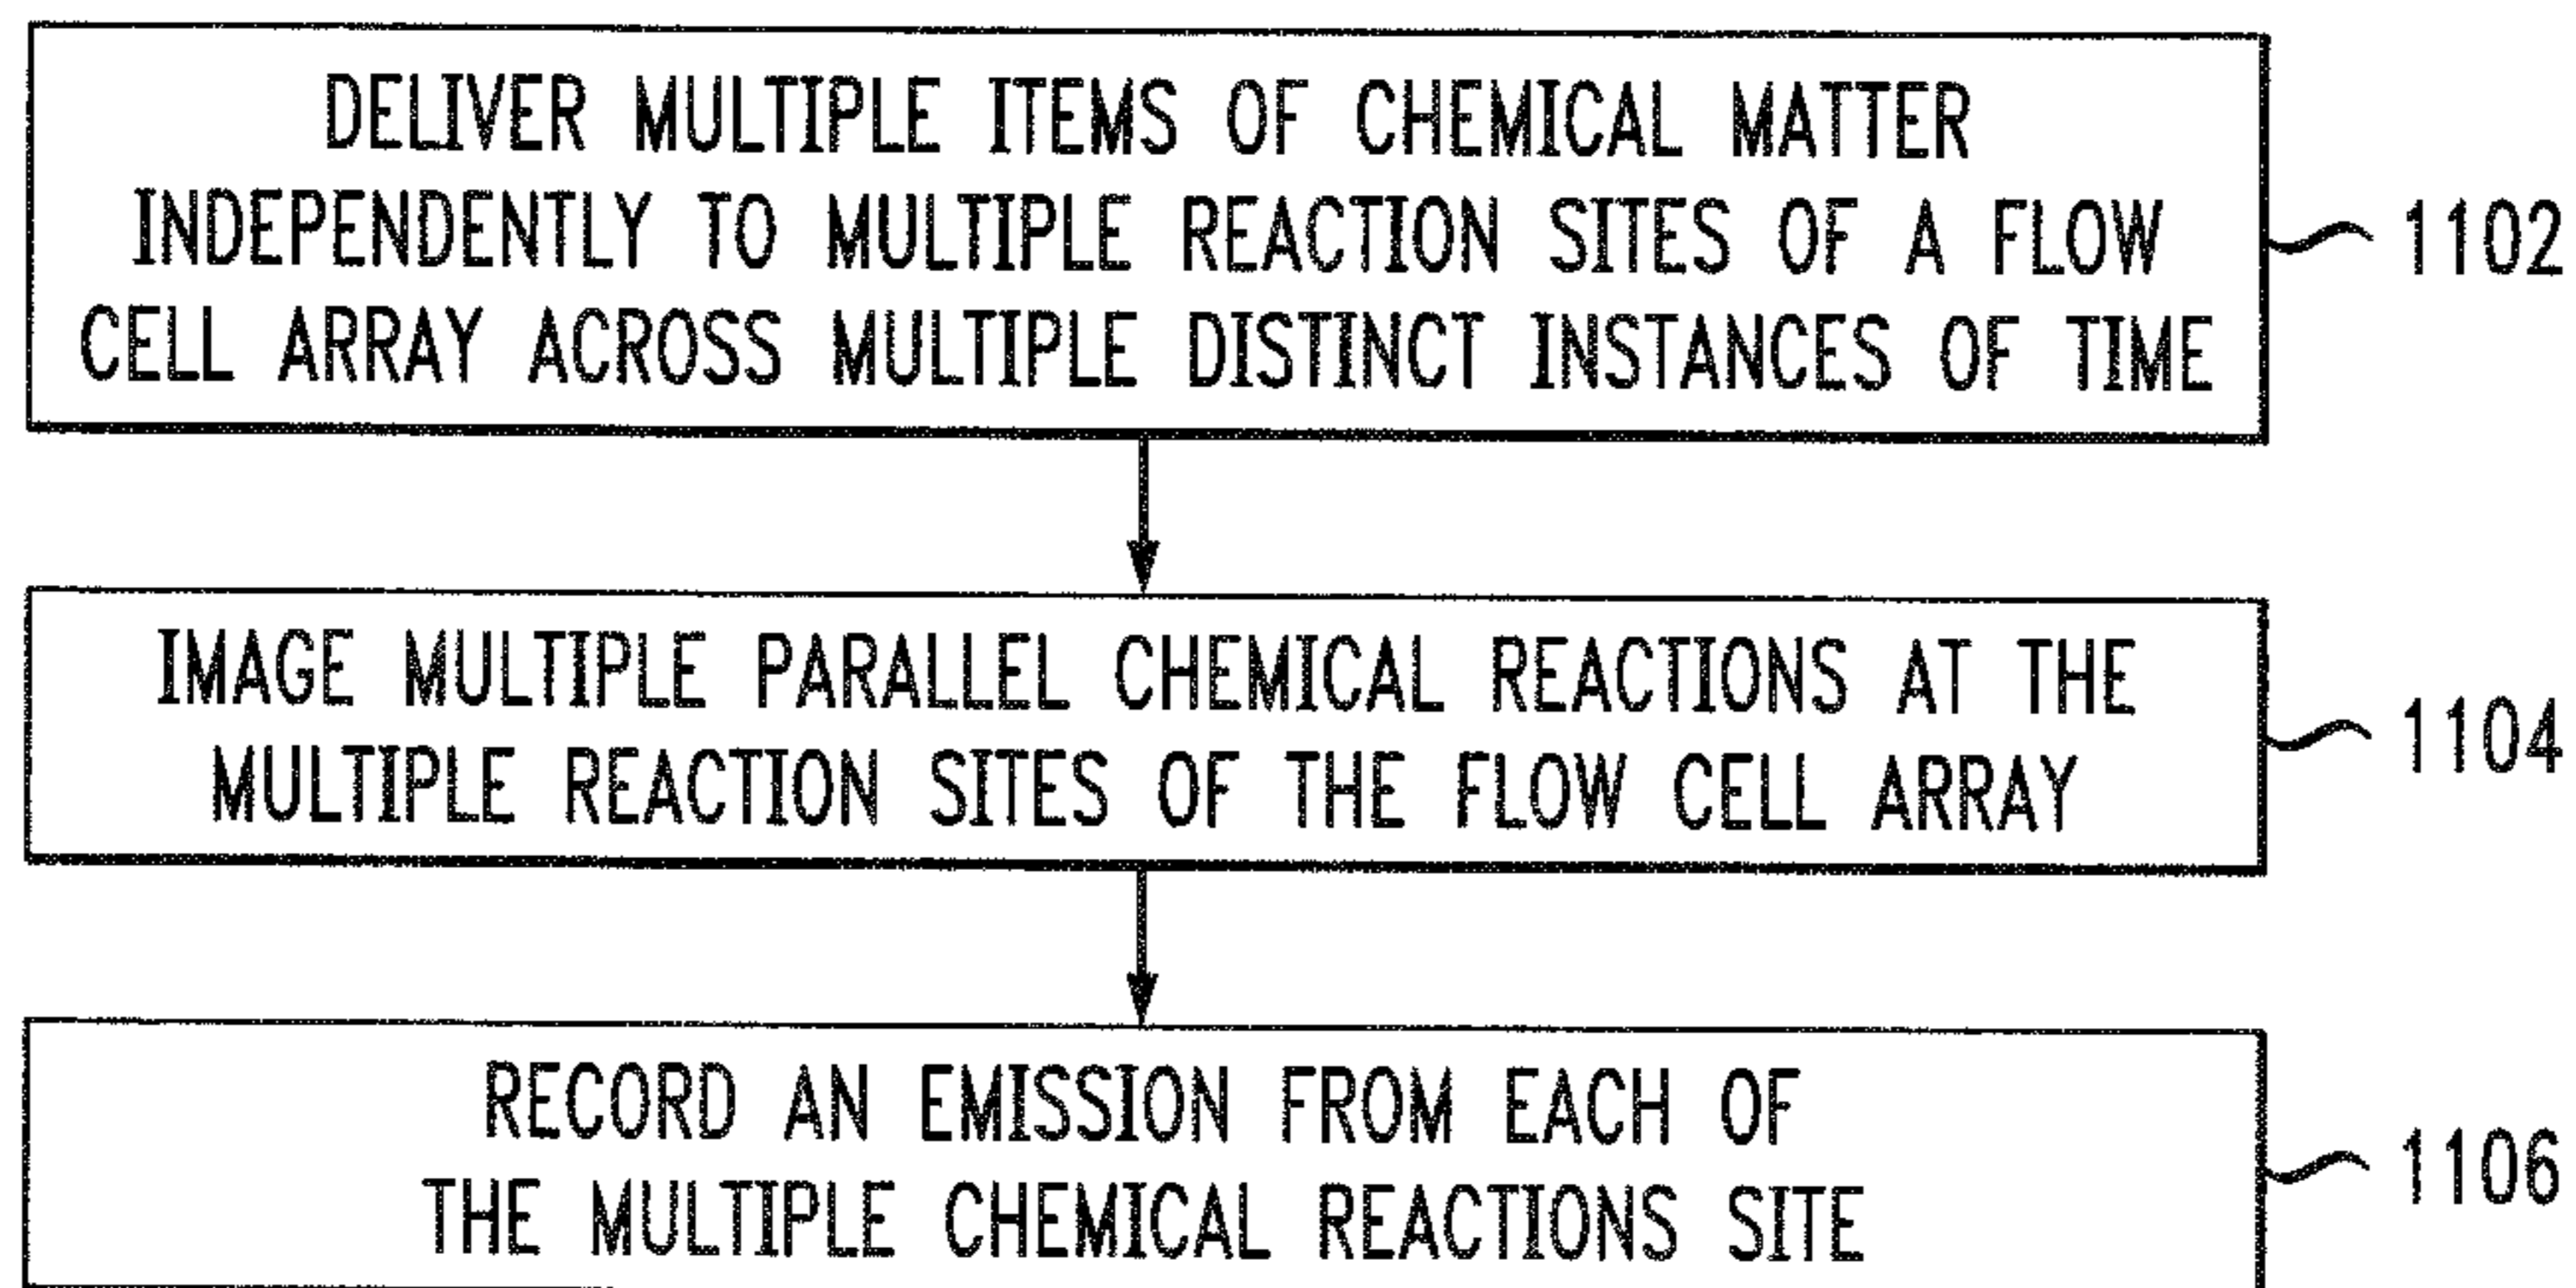 DELIVER MULTIPLE ITEMS OF CHEMICAL MATTER
INDEPENDENTLY TO MULTIPLE REACTION SITES OF A FLOW
CELL ARRAY ACROSS MULTIPLE DISTINCT INSTANCES OF TIME
1102
IMAGE MULTIPLE PARALLEL CHEMICAL REACTIONS AT THE
MULTIPLE REACTION SITES OF THE FLOW CELL ARRAY
1104
RECORD AN EMISSION FROM EACH OF
THE MULTIPLE CHEMICAL REACTIONS SITE
1106